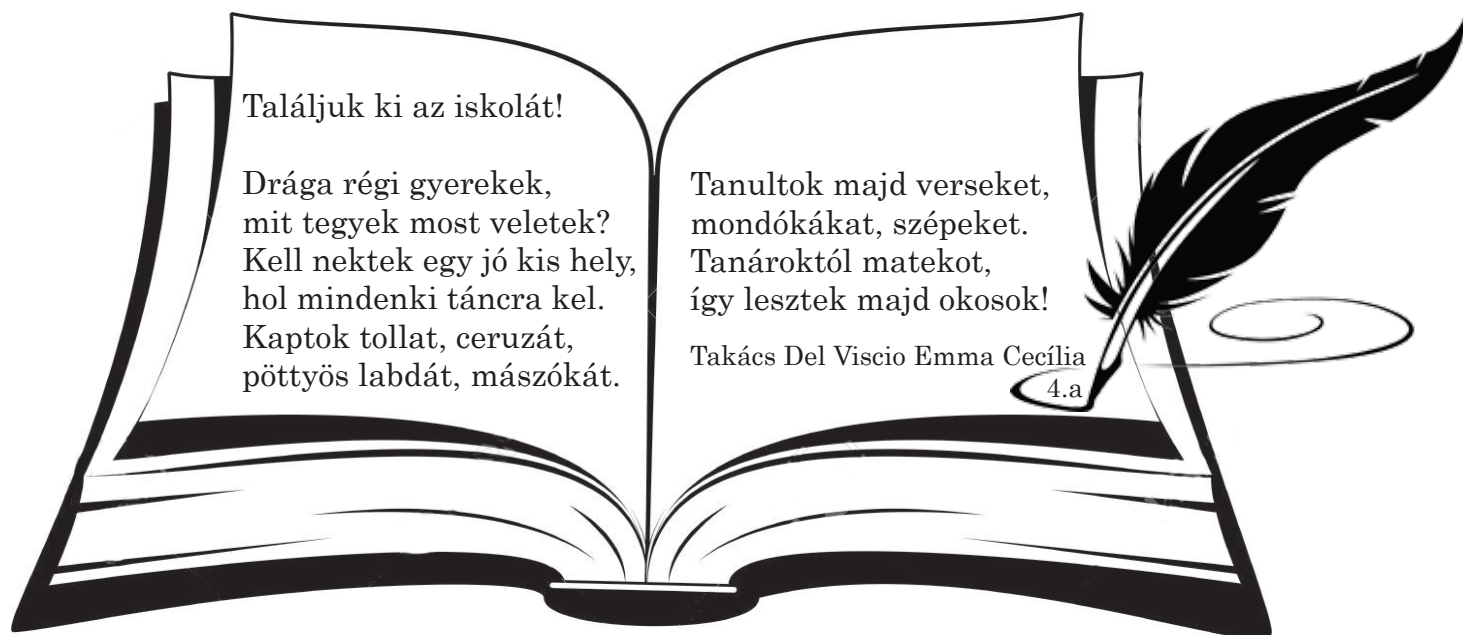 Találjuk ki az iskolát!
Drága régi gyerekek,
mit tegyek most veletek?
Kell nektek egy jó kis hely,
hol mindenki táncra kel.
Kaptok tollat, ceruzát,
pöttyös labdát, mászókát.
Tanultok majd verseket,
mondókákat, szépeket.
Tanároktól matekot,
így lesztek majd okosok!
Takács Del Viscio Emma Cecília
4.a